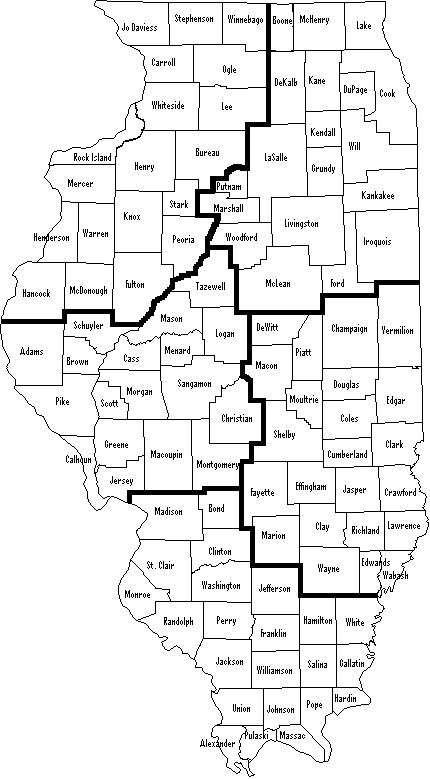 Jo Daviess
Stephenson
Winnebago
Boone
McHenry
Lake
Carroll
Ogle
DeKalb
Kane
DuPage
Cook
Whiteside
Lee
Kendall
Will
Rock Island
Henry
Bureau
LaSalle
Grundy
Mercer
Putnam
Kankakee
Stark
Marshall
Knox
Livingston
Henderson
Warren
Peoria
Woodford
Iroquois
Hancock
McDonough
Fulton
Tazewell
McLean
Ford
Schuyler
Mason
Logan
DeWitt
Champaign
Vermilion
Adams
Brown
Cass
Menard
Macon
Piatt
Morgan
Sangamon
Douglas
Pike
Scott
Moultrie
Edgar
Christian
Coles
Shelby
Greene
Macoupin
Clark
Calhoun
Montgomery
Cumberland
Jersey
Fayette
Effingham
Jasper
Crawford
Madison
Bond
Clay
Richland
Lawrence
Marion
Clinton
St. Clair
Wayne
Edwards
Wabash
Washington
Jefferson
Monroe
Randolph
Perry
Hamilton
White
Franklin
Jackson
Williamson
Salina
Gallatin
Union
Johnson
Pope
Hardin
Alexander
Pulaski
Massac